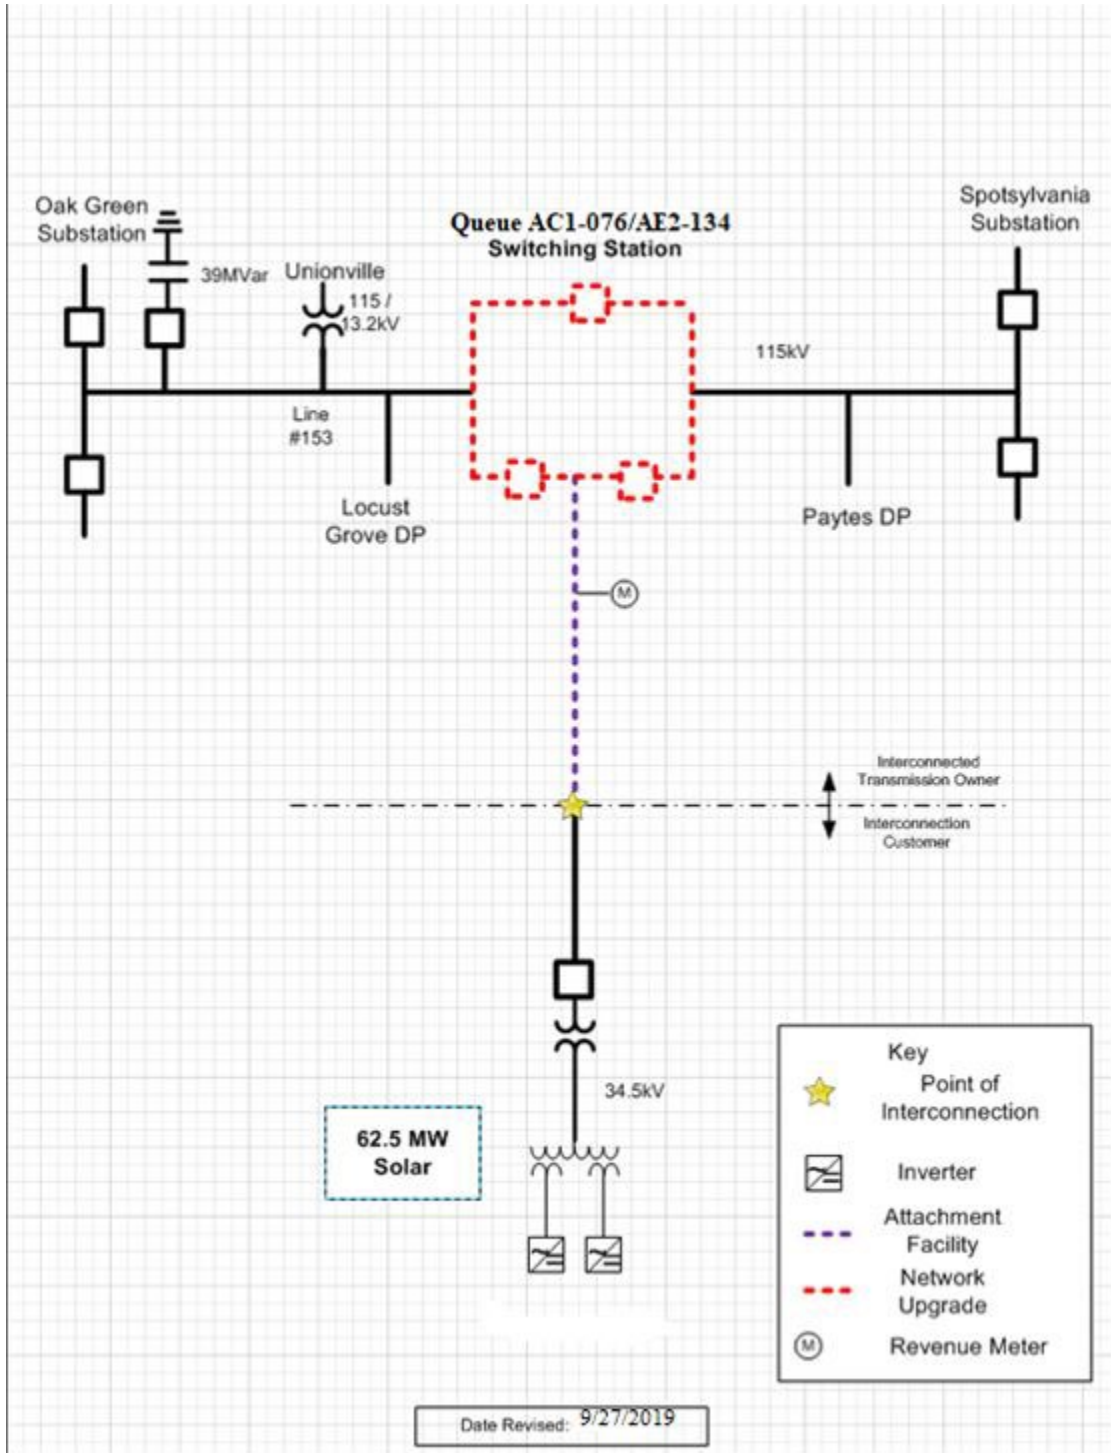 Oak Green
Substation
39MVar
Unionville
115 /
13.2kV
Queue AC1-076/AE2-134
Switching Station
Spotsylvania
Substation
115kV
Line
#153
Locust
Grove DP
Paytes DP
M
Interconnected
Transmission Owner
Interconnection
Customer
34.5kV
62.5 MW
Solar
Key
Point of
Interconnection
Inverter
Attachment
Facility
Network
Upgrade
M
Revenue Meter
Date Revised: 9/27/2019